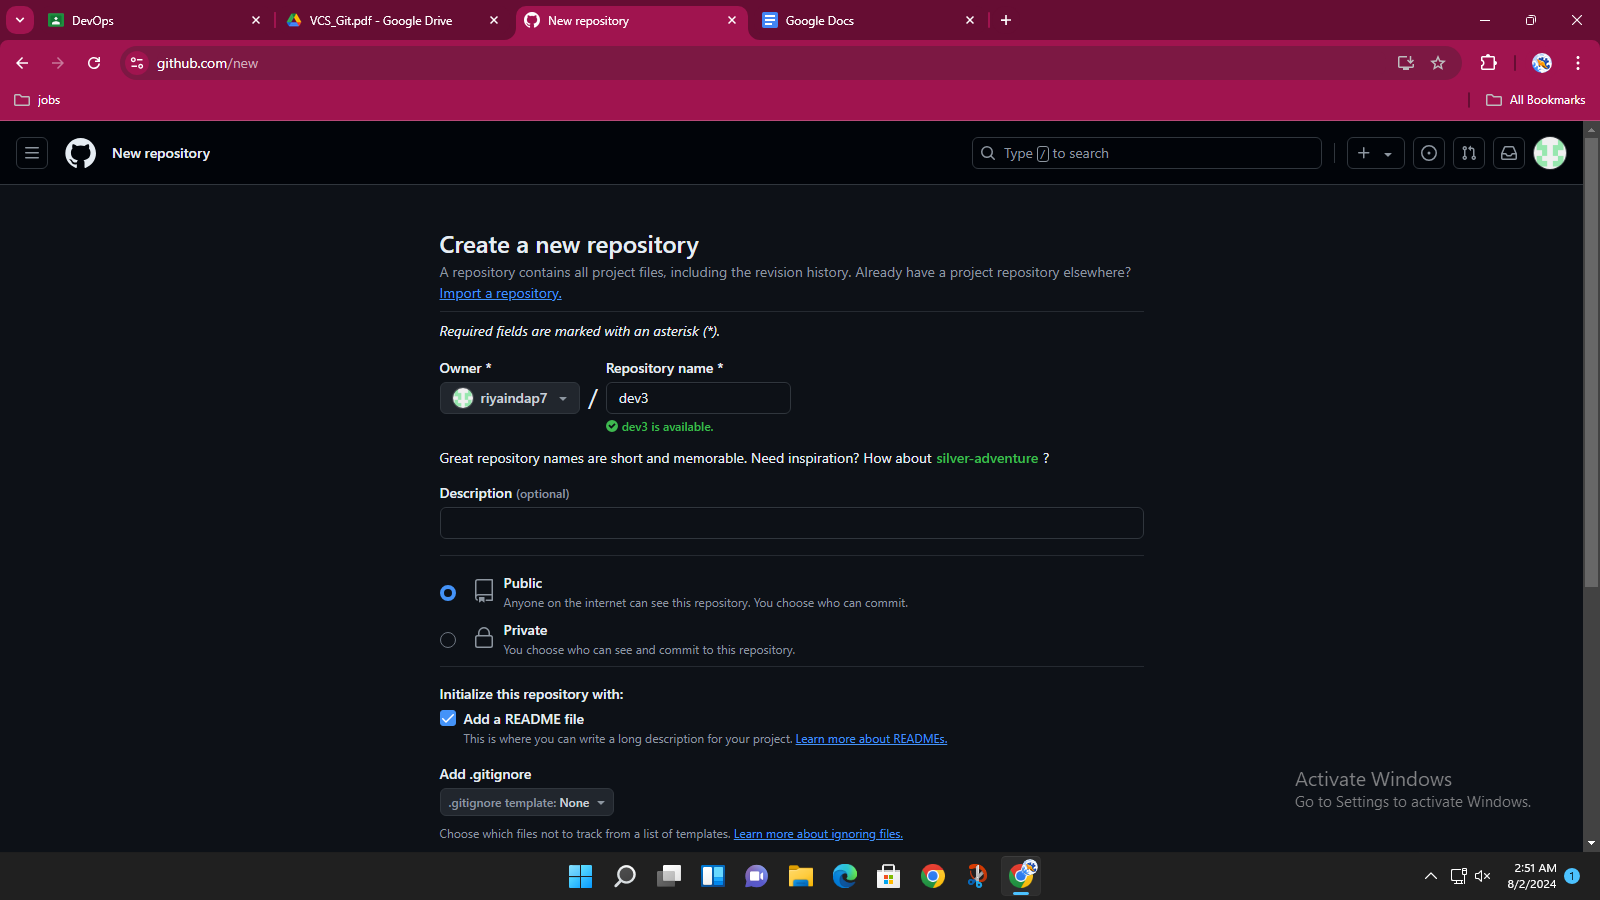 DevOps
VCS_Git.pdf - Google Drive
New repository
Google Docs
github.com/new
jobs
All Bookmarks
New repository
Type / to search
Create a new repository
A repository contains all project files, including the revision history. Already have a project repository elsewhere?
Import a repository.
Required fields are marked with an asterisk (*).
Owner *
Repository name *
riyaindap7
/
dev3
dev3 is available.
Great repository names are short and memorable. Need inspiration? How about silver-adventure ?
Description (optional)
Public
Anyone on the internet can see this repository. You choose who can commit.
Private
You choose who can see and commit to this repository.
Initialize this repository with:
Add a README file
This is where you can write a long description for your project. Learn more about READMEs.
Add .gitignore
.gitignore template: None
Choose which files not to track from a list of templates. Learn more about ignoring files.
Activate Windows
Go to Settings to activate Windows.
2:51 AM
8/2/2024
1